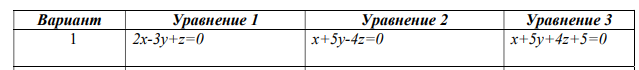 Вариант Уравнение 1 Уравнение 2 Уравнение 3
1 2x-3y+z=0 x+5y-4z=0 x+5y+4z+5=0